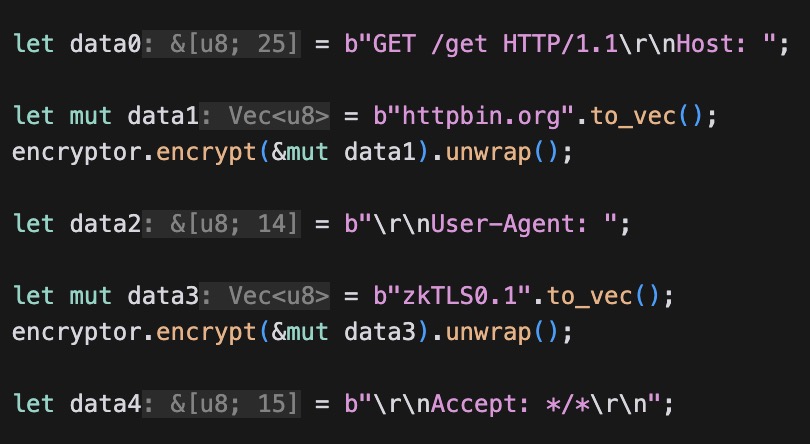 let data0: &[u8; 25] = b"GET /get HTTP/1.1\r\nHost: ";
let mut data1: Vec<u8> = b"httpbin.org".to_vec();
encryptor.encrypt(&mut data1).unwrap();
let data2: &[u8; 14] = b"\r\nUser-Agent: ";
let mut data3: Vec<u8> = b"zkTLS0.1".to_vec();
encryptor.encrypt(&mut data3).unwrap();
let data4: &[u8; 15] = b"\r\nAccept: */*\r\n";